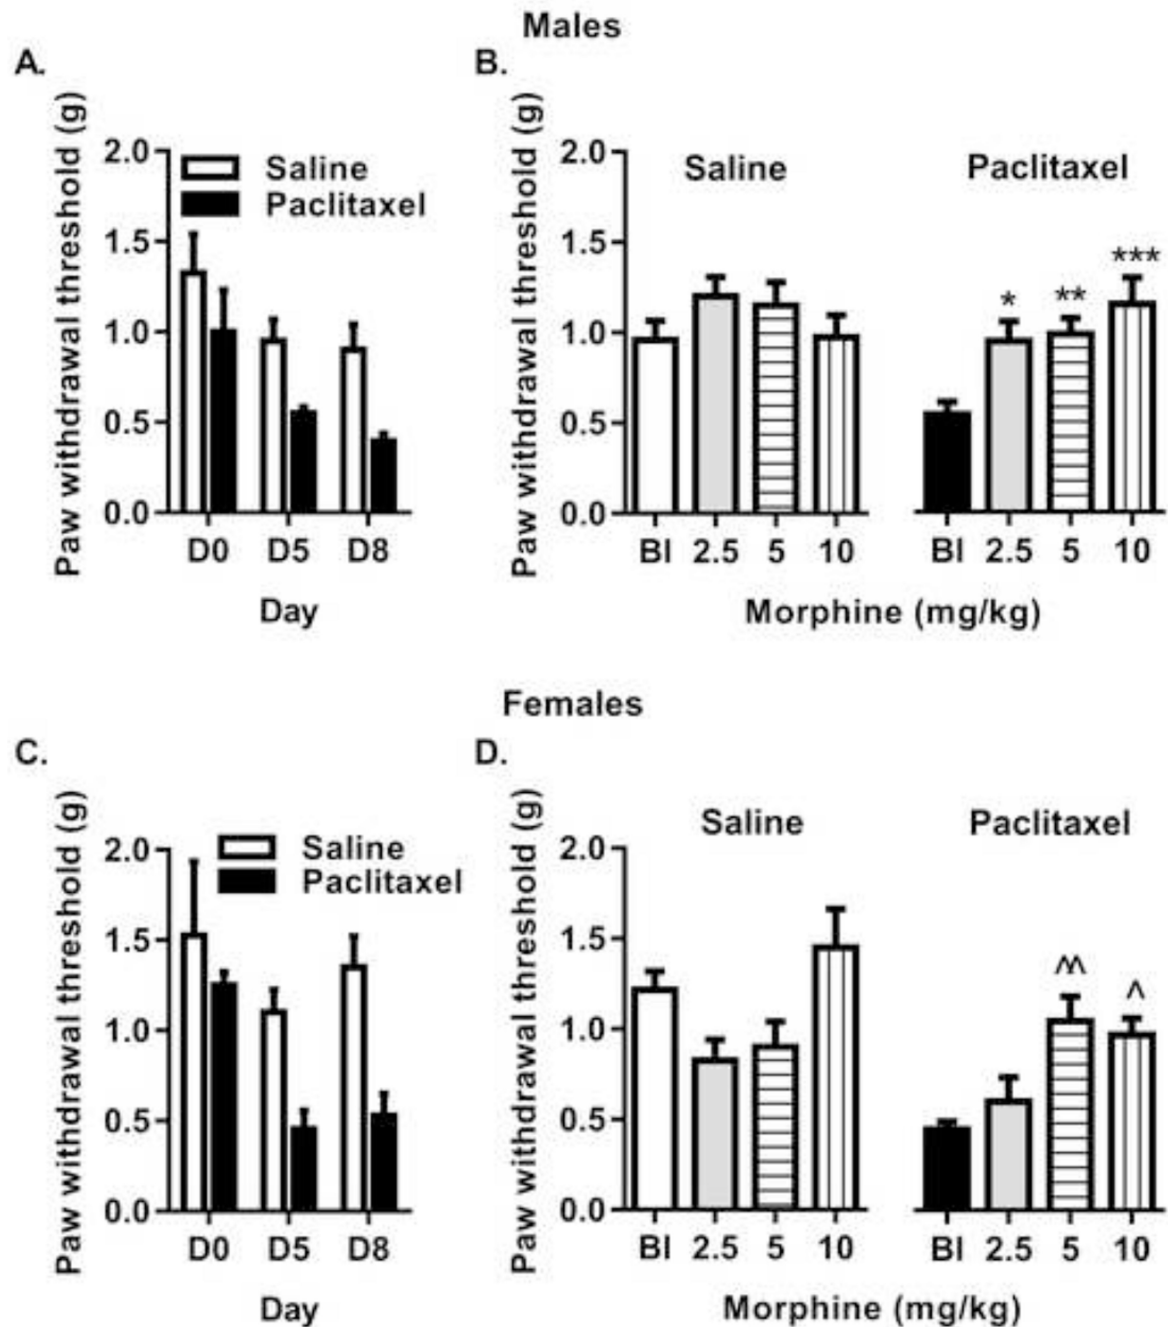 Males
A.
Paw withdrawal threshold (g)
2.0
1.5
1.0
0.5
0.0
Saline
Paclitaxel
D0 D5 D8
Day
B.
Paw withdrawal threshold (g)
2.0
1.5
1.0
0.5
0.0
Saline Paclitaxel
* ** ***
Bl 2.5 5 10 Bl 2.5 5 10
Morphine (mg/kg)
Females
C.
Paw withdrawal threshold (g)
2.0
1.5
1.0
0.5
0.0
Saline
Paclitaxel
D0 D5 D8
Day
D.
Paw withdrawal threshold (g)
2.0
1.5
1.0
0.5
0.0
Saline Paclitaxel
^^ ^
Bl 2.5 5 10 Bl 2.5 5 10
Morphine (mg/kg)